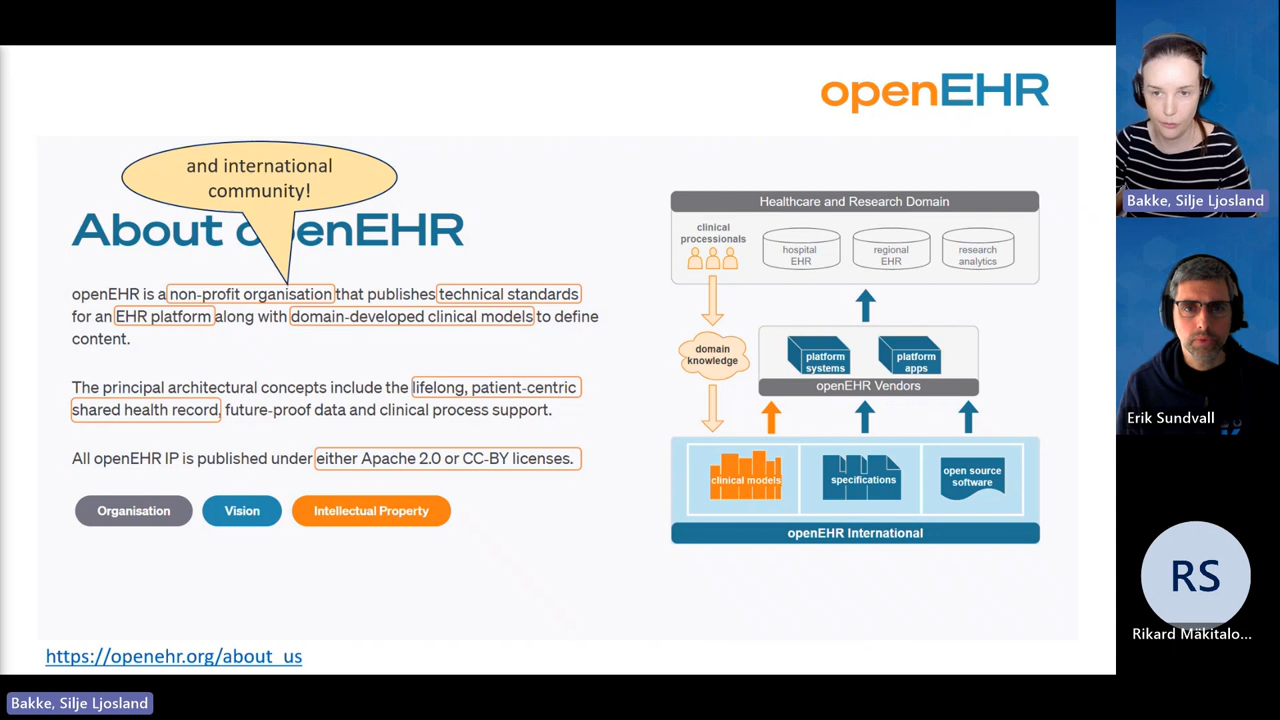 openEHR
and international
community!
About openEHR
openEHR is a non-profit organisation that publishes technical standards
for an EHR platform along with domain-developed clinical models to define
content.
The principal architectural concepts include the lifelong, patient-centric
shared health record, future-proof data and clinical process support.
All openEHR IP is published under either Apache 2.0 or CC-BY licenses.
Organisation
Vision
Intellectual Property
Healthcare and Research Domain
clinical
processionals
hospital
EHR
regional
EHR
research
analytics
domain
knowledge
platform
systems
platform
apps
openEHR Vendors
clinical models
specifications
open source
software
openEHR International
https://openehr.org/about_us
Bakke, Silje Ljosland
Bakke, Silje Ljosland
Erik Sundvall
RS
Rikard Mäkitalo...